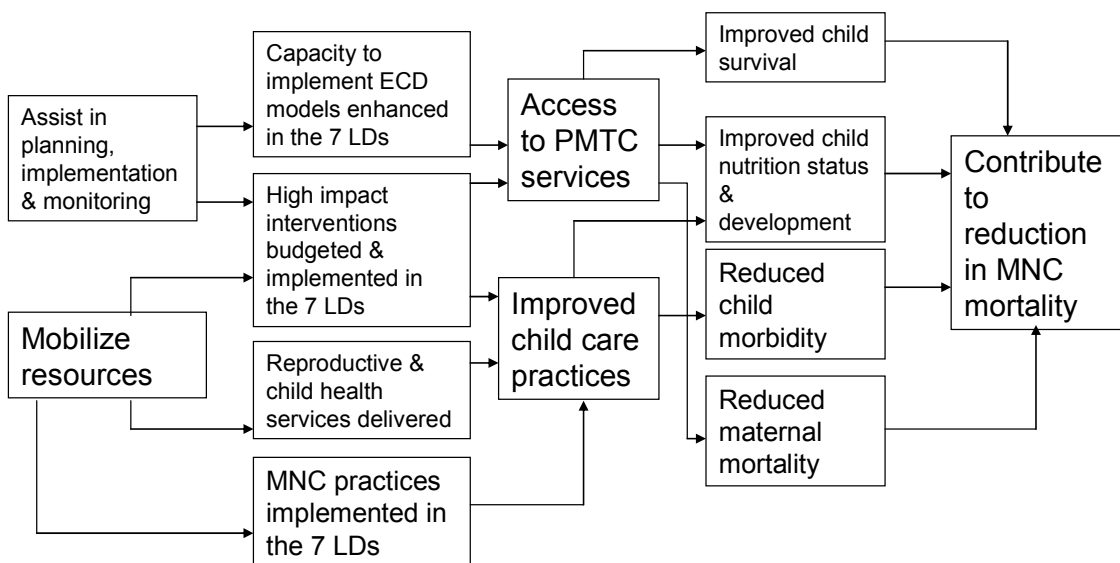 Assist in
planning,
implementation
& monitoring
Mobilize
resources
Capacity to
implement ECD
models enhanced
in the 7 LDs
High impact
interventions
budgeted &
implemented in
the 7 LDs
Reproductive &
child health
services delivered
MNC practices
implemented in
the 7 LDs
Access
to PMTC
services
Improved
child care
practices
Improved child
survival
Improved child
nutrition status
&
development
Reduced
child
morbidity
Reduced
maternal
mortality
Contribute
to
reduction
in MNC
mortality